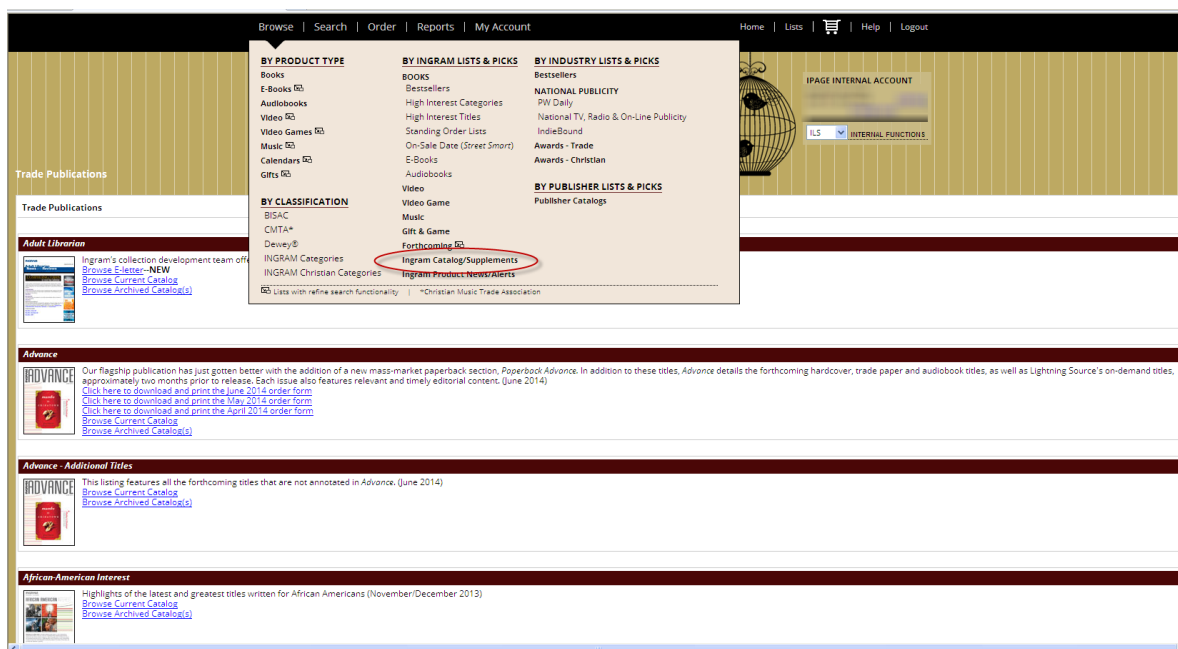 Browse | Search | Order | Reports | My Account
Home | Lists | | Help | Logout
BY PRODUCT TYPE
Books
E-Books
Audiobooks
Video
Video Games
Music
Calendars
Gifts
BY CLASSIFICATION
BISAC
CMTA*
Dewey®
INGRAM Categories
INGRAM Christian Categories
BY INGRAM LISTS & PICKS
BOOKS
Bestsellers
High Interest Categories
High Interest Titles
Standing Order Lists
On-Sale Date (Street Smart)
E-Books
Audiobooks
Video
Video Game
Music
Gift & Game
Forthcoming
Ingram Catalog/Supplements
Ingram Product News/Alerts
BY INDUSTRY LISTS & PICKS
Bestsellers
NATIONAL PUBLICITY
PW Daily
National TV, Radio & On-Line Publicity
IndieBound
Awards - Trade
Awards - Christian
BY PUBLISHER LISTS & PICKS
Publisher Catalogs
Lists with refine search functionality | *Christian Music Trade Association
IPAGE INTERNAL ACCOUNT
ILS INTERNAL FUNCTIONS
Trade Publications
Trade Publications
Adult Librarian
Ingram's collection development team offe
Browse E-letter--NEW
Browse Current Catalog
Browse Archived Catalog(s)
Advance
ADVANCE
Our flagship publication has just gotten better with the addition of a new mass-market paperback section, Paperback Advance. In addition to these titles, Advance details the forthcoming hardcover, trade paper and audiobook titles, as well as Lightning Source's on-demand titles,
approximately two months prior to release. Each issue also features relevant and timely editorial content. (June 2014)
Click here to download and print the June 2014 order form
Click here to download and print the May 2014 order form
Click here to download and print the April 2014 order form
Browse Current Catalog
Browse Archived Catalog(s)
Advance - Additional Titles
ADVANCE
This listing features all the forthcoming titles that are not annotated in Advance. (June 2014)
Browse Current Catalog
Browse Archived Catalog(s)
African-American Interest
Highlights of the latest and greatest titles written for African Americans (November/December 2013)
Browse Current Catalog
Browse Archived Catalog(s)